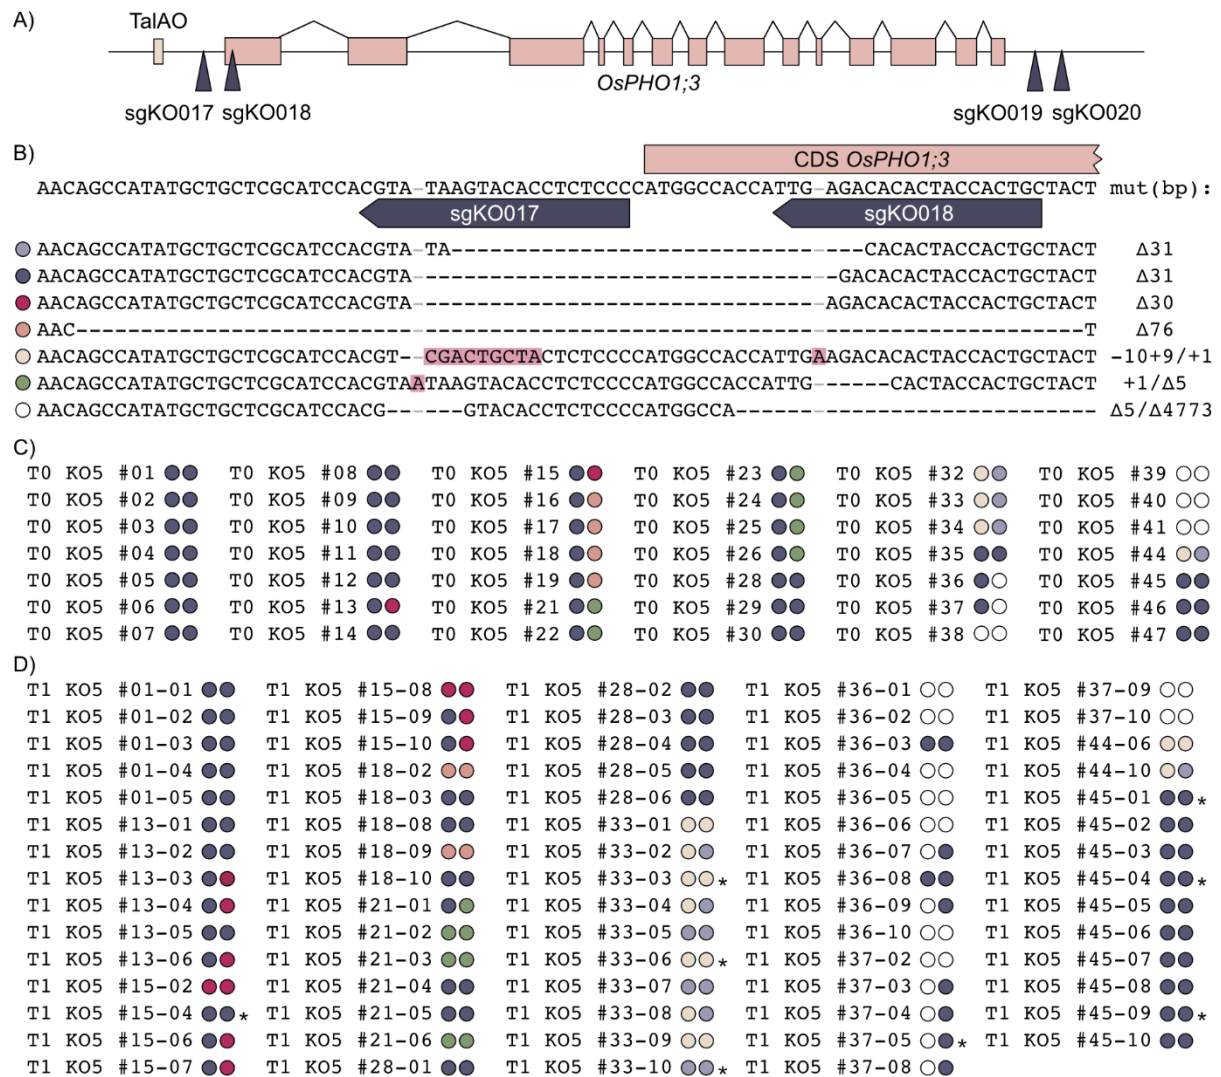 A)
TalAO
OsPHO1;3
sgKO017 sgKO018 sgKO019 sgKO020
B)
CDS OsPHO1;3
AACAGCCATATGCTGCTCGCATCCACGTA-TAAGTACACCTCTCCCCATGGCCACCATTG-AGACACACTACCACTGCTACT mut(bp):
sgKO017 sgKO018
AACAGCCATATGCTGCTCGCATCCACGTA-TA--------------------------------CACACTACCACTGCTACT Δ31
AACAGCCATATGCTGCTCGCATCCACGTA---------------------------------GACACACTACCACTGCTACT Δ31
AACAGCCATATGCTGCTCGCATCCACGTA--------------------------------AGACACACTACCACTGCTACT Δ30
AAC------------------------------------------------------------------------------T Δ76
AACAGCCATATGCTGCTCGCATCCACGT--CGACTGCTACTCTCCCCATGGCCACCATTGAAGACACACTACCACTGCTACT -10+9/+1
AACAGCCATATGCTGCTCGCATCCACGTAATAAGTACACCTCTCCCCATGGCCACCATTG------CACTACCACTGCTACT +1/Δ5
AACAGCCATATGCTGCTCGCATCCACG------GTACACCTCTCCCCATGGCCA---------------------------- Δ5/Δ4773
C)
T0 KO5 #01 T0 KO5 #08 T0 KO5 #15 T0 KO5 #23 T0 KO5 #32 T0 KO5 #39
T0 KO5 #02 T0 KO5 #09 T0 KO5 #16 T0 KO5 #24 T0 KO5 #33 T0 KO5 #40
T0 KO5 #03 T0 KO5 #10 T0 KO5 #17 T0 KO5 #25 T0 KO5 #34 T0 KO5 #41
T0 KO5 #04 T0 KO5 #11 T0 KO5 #18 T0 KO5 #26 T0 KO5 #35 T0 KO5 #44
T0 KO5 #05 T0 KO5 #12 T0 KO5 #19 T0 KO5 #28 T0 KO5 #36 T0 KO5 #45
T0 KO5 #06 T0 KO5 #13 T0 KO5 #21 T0 KO5 #29 T0 KO5 #37 T0 KO5 #46
T0 KO5 #07 T0 KO5 #14 T0 KO5 #22 T0 KO5 #30 T0 KO5 #38 T0 KO5 #47
D)
T1 KO5 #01-01 T1 KO5 #15-08 T1 KO5 #28-02 T1 KO5 #36-01 T1 KO5 #37-09
T1 KO5 #01-02 T1 KO5 #15-09 T1 KO5 #28-03 T1 KO5 #36-02 T1 KO5 #37-10
T1 KO5 #01-03 T1 KO5 #15-10 T1 KO5 #28-04 T1 KO5 #36-03 T1 KO5 #44-06
T1 KO5 #01-04 T1 KO5 #18-02 T1 KO5 #28-05 T1 KO5 #36-04 T1 KO5 #44-10
T1 KO5 #01-05 T1 KO5 #18-03 T1 KO5 #28-06 T1 KO5 #36-05 T1 KO5 #45-01 *
T1 KO5 #13-01 T1 KO5 #18-08 T1 KO5 #33-01 T1 KO5 #36-06 T1 KO5 #45-02
T1 KO5 #13-02 T1 KO5 #18-09 T1 KO5 #33-02 T1 KO5 #36-07 T1 KO5 #45-03
T1 KO5 #13-03 T1 KO5 #18-10 T1 KO5 #33-03 * T1 KO5 #36-08 T1 KO5 #45-04 *
T1 KO5 #13-04 T1 KO5 #21-01 T1 KO5 #33-04 T1 KO5 #36-09 T1 KO5 #45-05
T1 KO5 #13-05 T1 KO5 #21-02 T1 KO5 #33-05 T1 KO5 #36-10 T1 KO5 #45-06
T1 KO5 #13-06 T1 KO5 #21-03 T1 KO5 #33-06 * T1 KO5 #37-02 T1 KO5 #45-07
T1 KO5 #15-02 T1 KO5 #21-04 T1 KO5 #33-07 T1 KO5 #37-03 T1 KO5 #45-08
T1 KO5 #15-04 * T1 KO5 #21-05 T1 KO5 #33-08 T1 KO5 #37-04 T1 KO5 #45-09 *
T1 KO5 #15-06 T1 KO5 #21-06 T1 KO5 #33-09 T1 KO5 #37-05 * T1 KO5 #45-10
T1 KO5 #15-07 T1 KO5 #28-01 T1 KO5 #33-10 * T1 KO5 #37-08